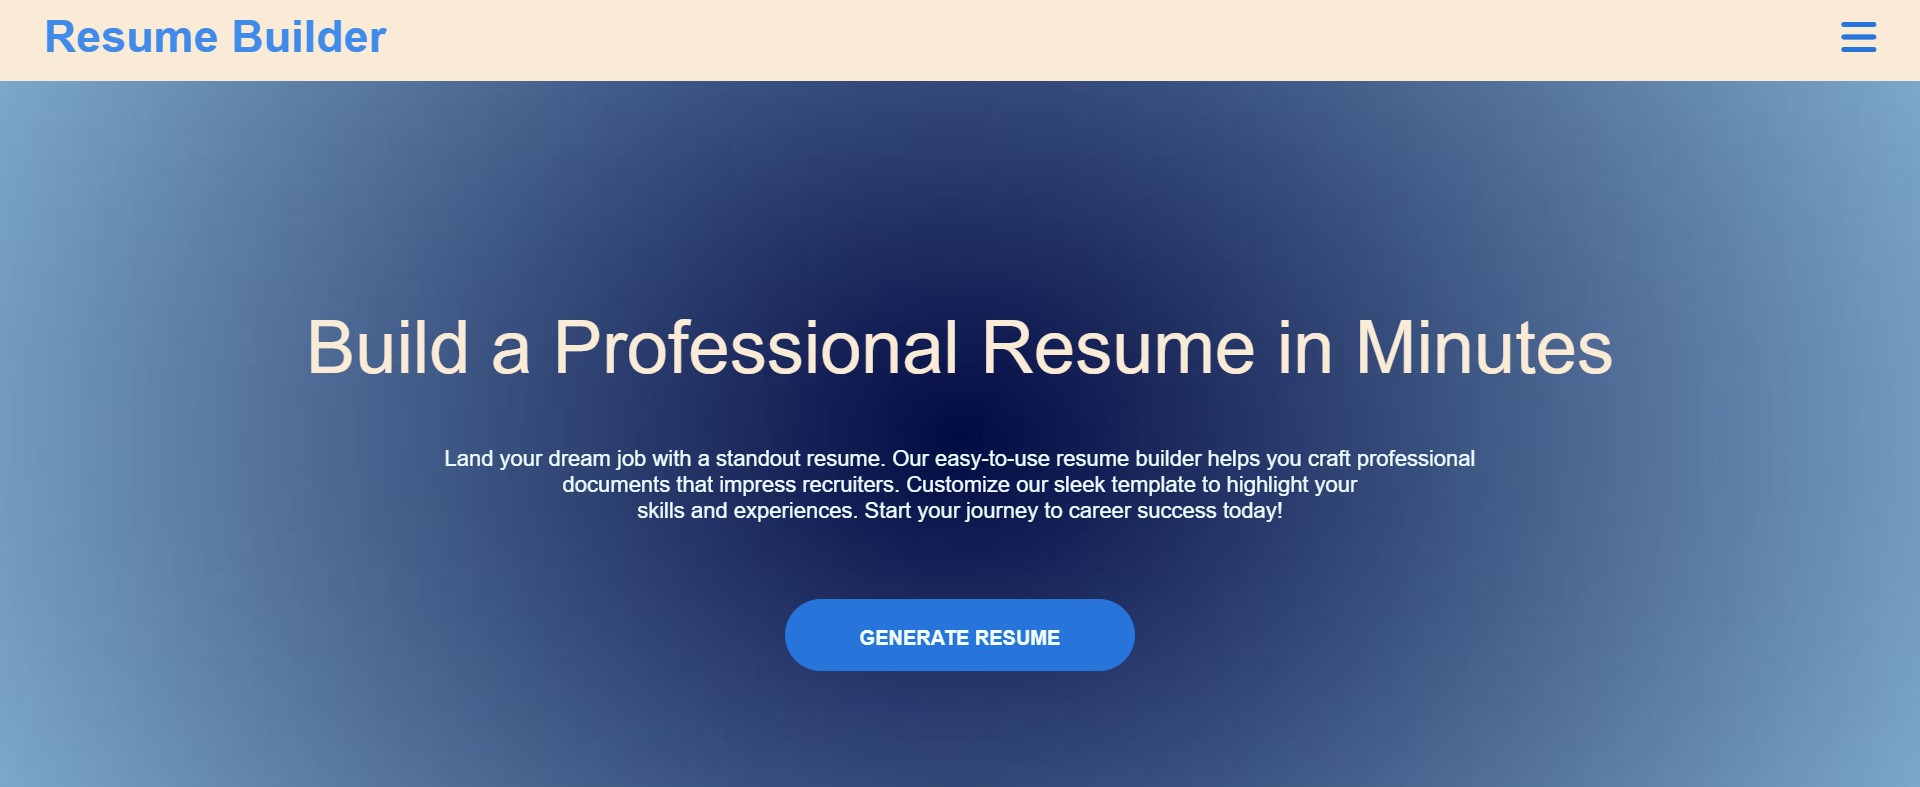 Resume Builder
Build a Professional Resume in Minutes
Land your dream job with a standout resume. Our easy-to-use resume builder helps you craft professional
documents that impress recruiters. Customize our sleek template to highlight your
skills and experiences. Start your journey to career success today!
GENERATE RESUME